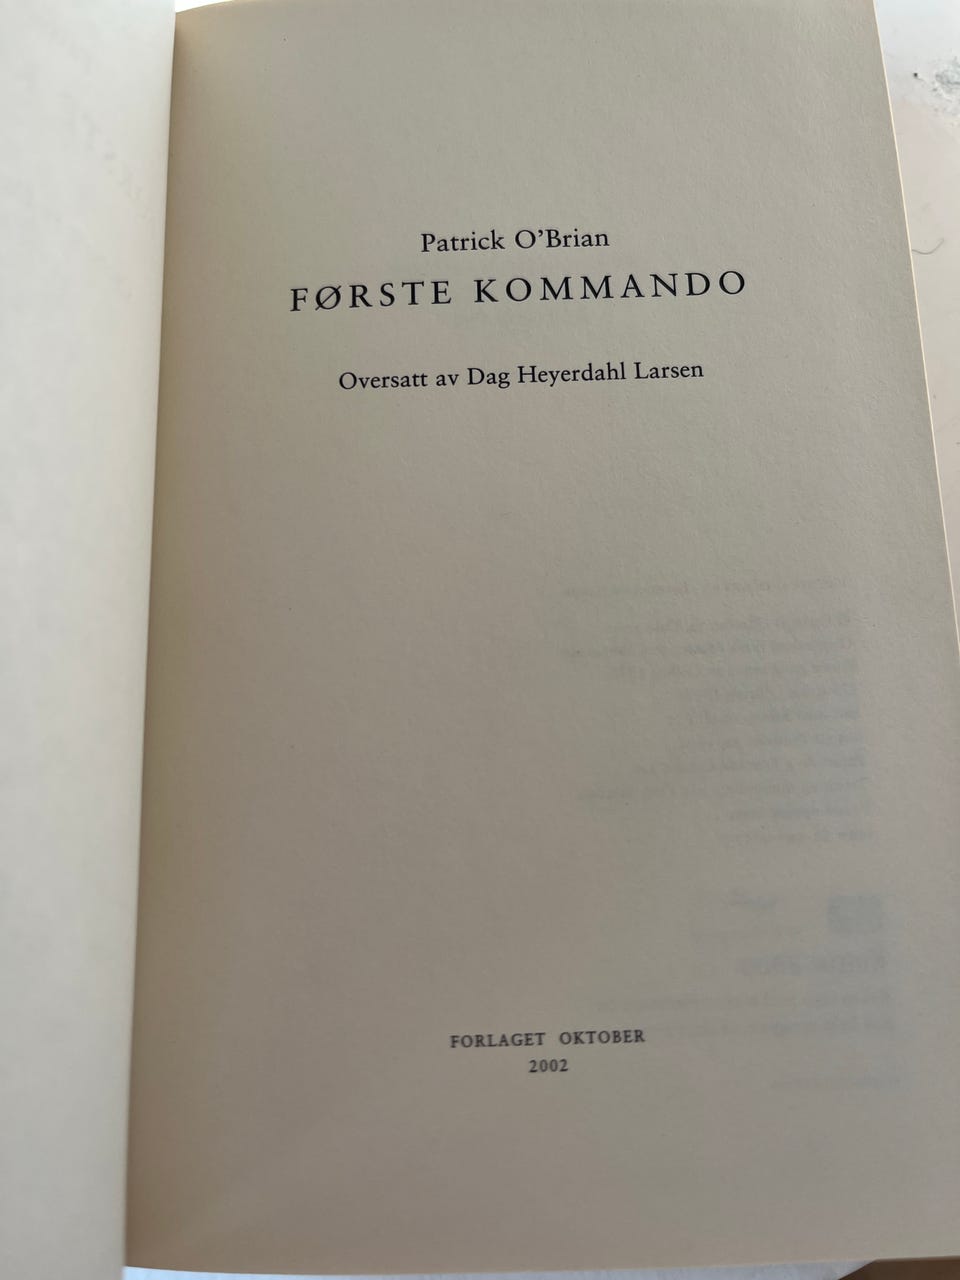 Patrick O’Brian
FØRSTE KOMMANDO
Oversatt av Dag Heyerdahl Larsen
FORLAGET OKTOBER
2002